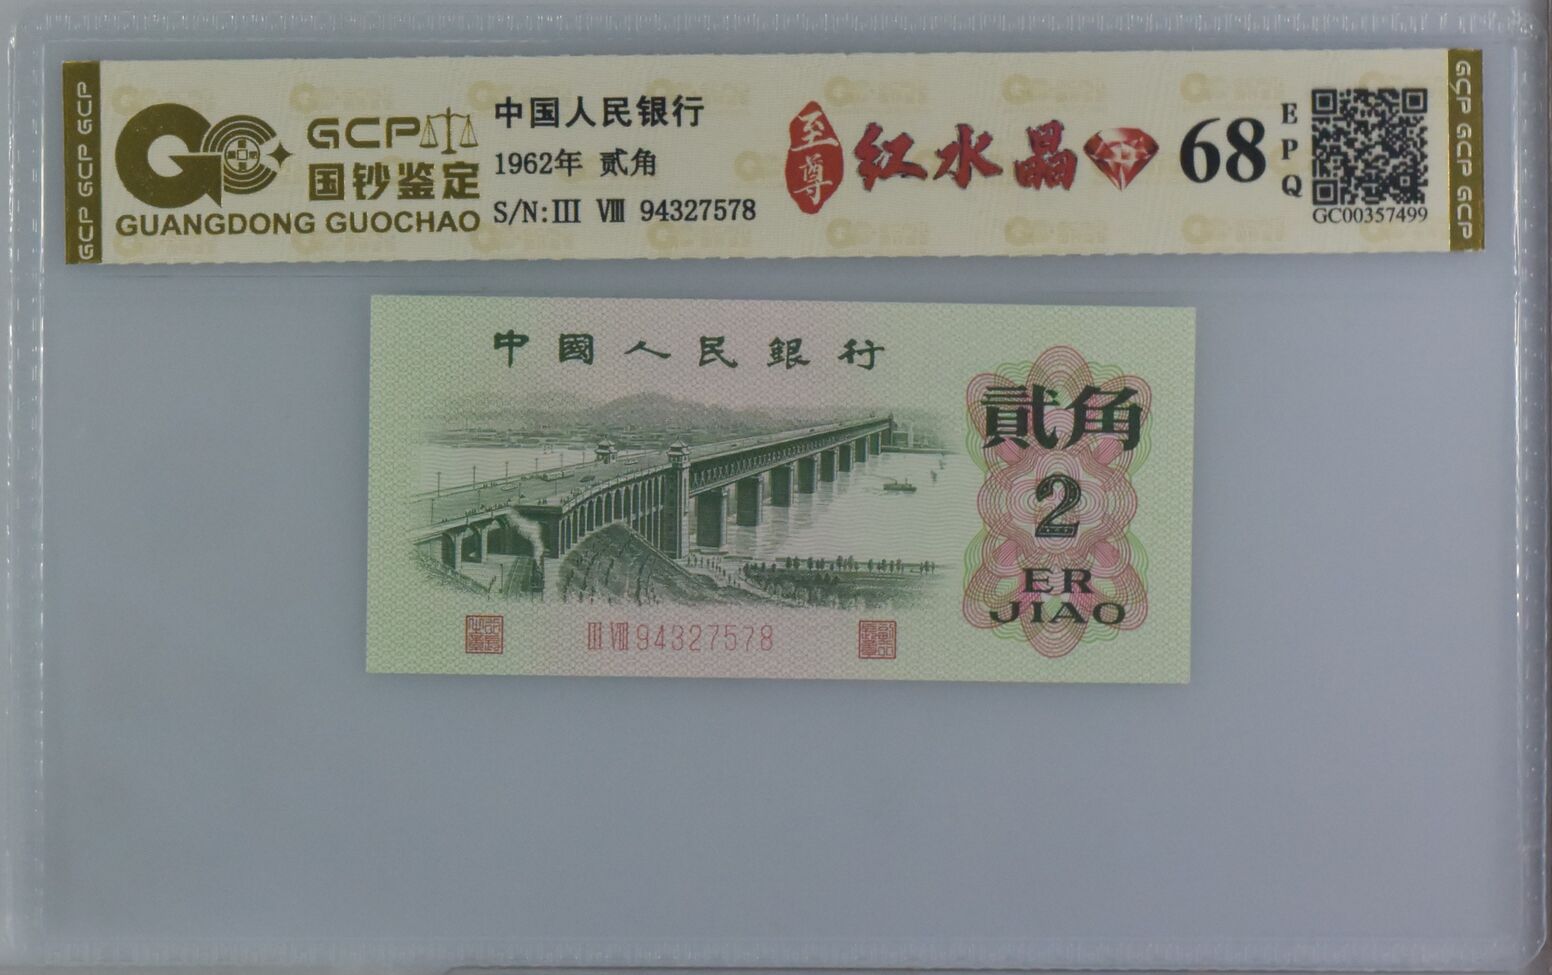 GCP GCP GCP
GCP
国钞鉴定
GUANGDONG GUOCHAO
中国人民银行
1962年 贰角
S/N:III VIII 94327578
至尊
红水晶
68
EPQ
GC00357499
GCP GCP GCP
中國人民銀行
貳角
2
ER
JIAO
III VIII 94327578